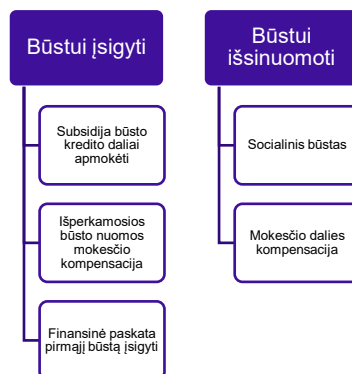 Būstui įsigyti
Subsidija būsto
kredito daliai
apmokėti
Išperkamosios
būsto nuomos
mokesčio
kompensacija
Finansinė paskata
pirmąjį būstą įsigyti
Būstui
išsinuomoti
Socialinis būstas
Mokesčio dalies
kompensacija